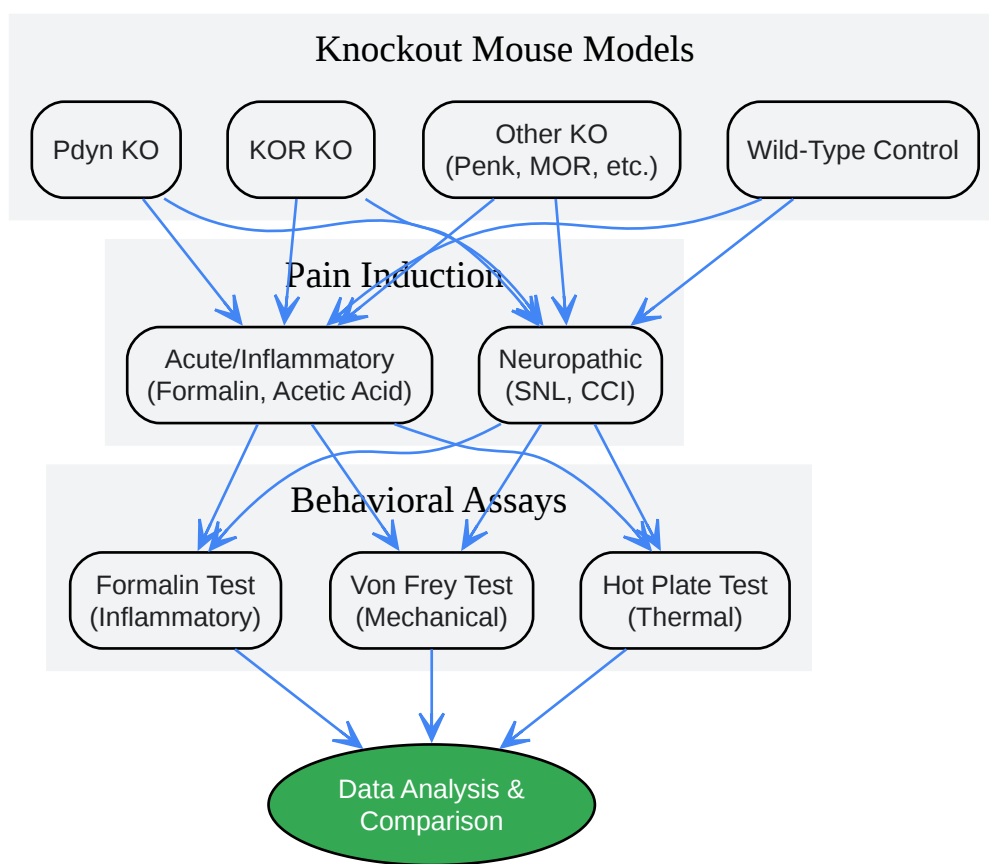 Knockout Mouse Models
Pdyn KO
KOR KO
Other KO
(Penk, MOR, etc.)
Wild-Type Control
Pain Induction
Acute/Inflammatory
(Formalin, Acetic Acid)
Neuropathic
(SNL, CCI)
Behavioral Assays
Formalin Test
(Inflammatory)
Von Frey Test
(Mechanical)
Hot Plate Test
(Thermal)
Data Analysis &
Comparison